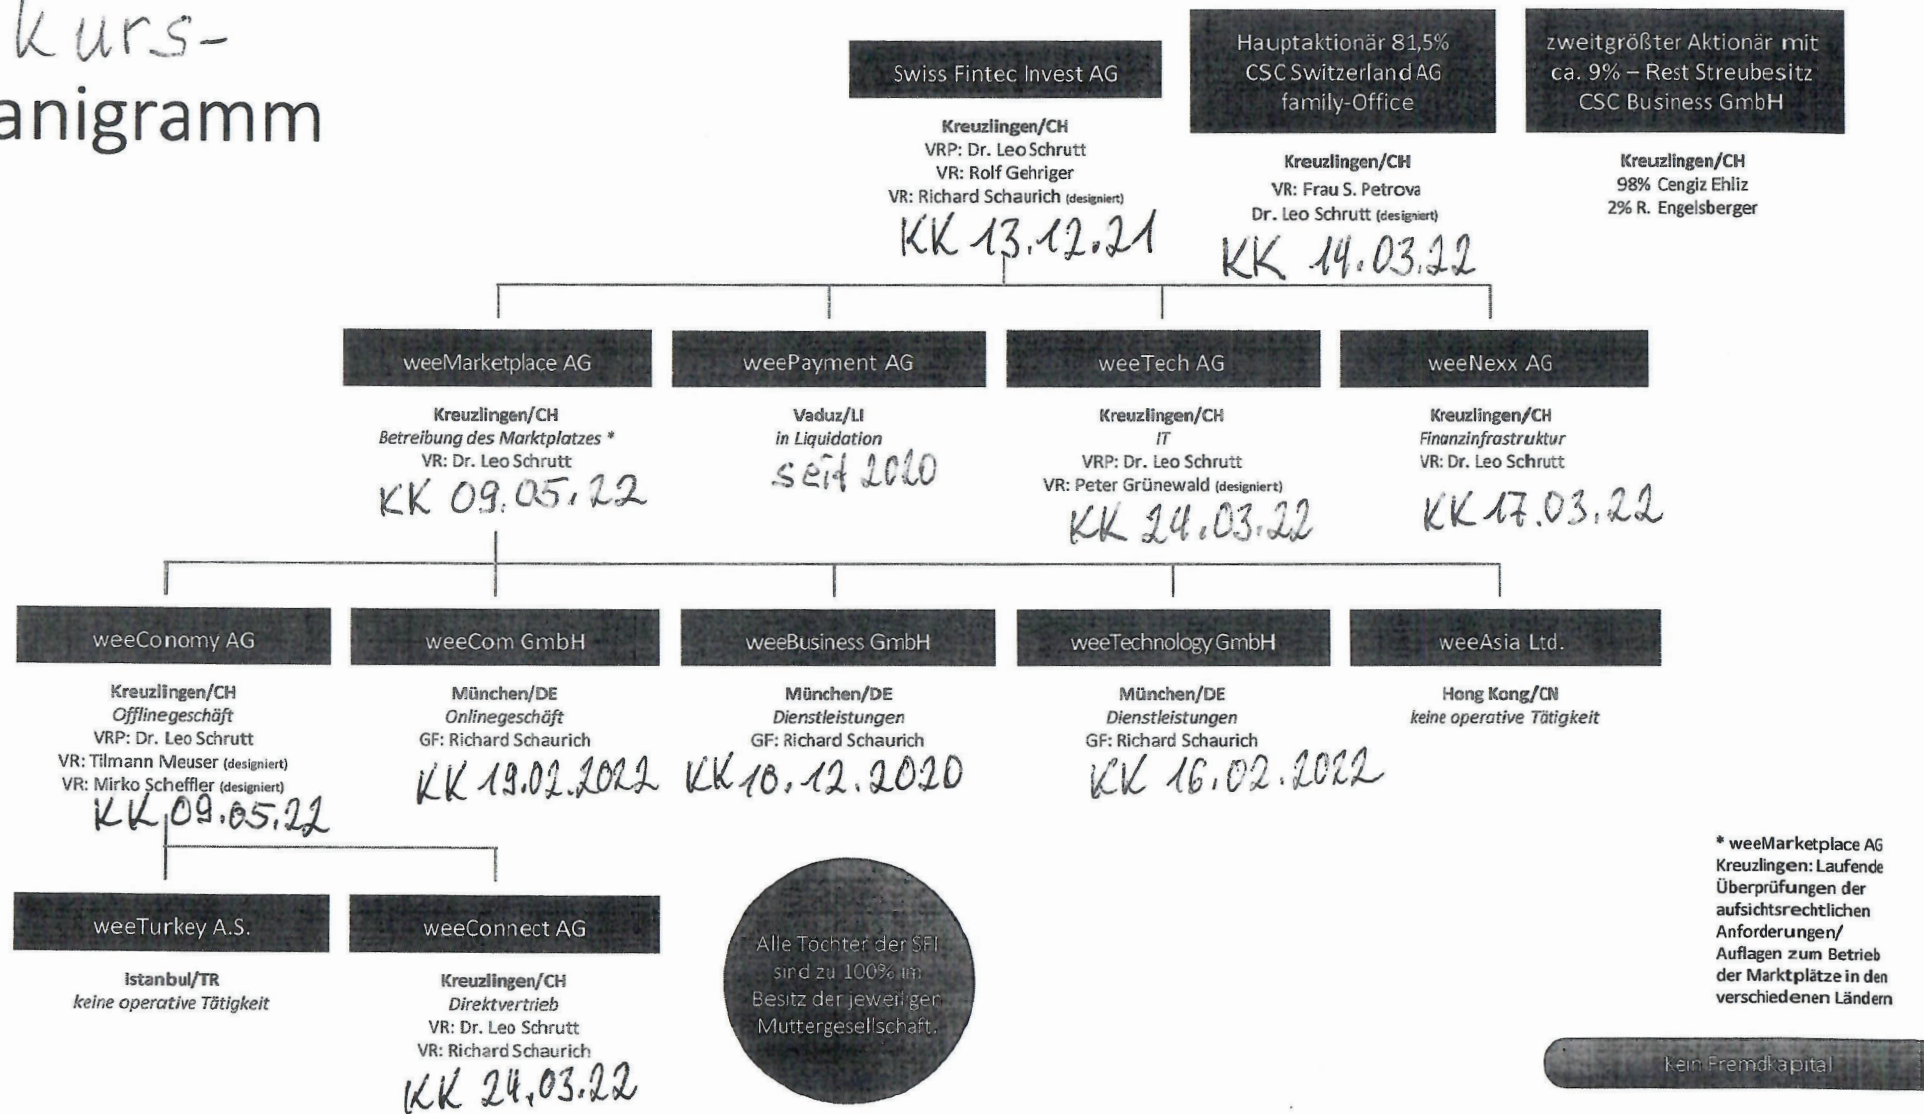 Kurs-
anigramm
Swiss Fintec Invest AG
Kreuzlingen/CH
VRP: Dr. Leo Schrutt
VR: Rolf Gehriger
VR: Richard Schaurich (designiert)
KK 13.12.21
Hauptaktionär 81,5%
CSC Switzerland AG
family-Office
Kreuzlingen/CH
VR: Frau S. Petrova
Dr. Leo Schrutt (designiert)
KK 14.03.22
zweitgrößter Aktionär mit
ca. 9% – Rest Streubesitz
CSC Business GmbH
Kreuzlingen/CH
98% Cengiz Ehliz
2% R. Engelsberger
weeMarketplace AG
Kreuzlingen/CH
Betreibung des Marktplatzes *
VR: Dr. Leo Schrutt
KK 09.05.22
weePayment AG
Vaduz/LI
in Liquidation
seit 2020
weeTech AG
Kreuzlingen/CH
IT
VRP: Dr. Leo Schrutt
VR: Peter Grünewald (designiert)
KK 24.03.22
weeNexx AG
Kreuzlingen/CH
Finanzinfrastruktur
VR: Dr. Leo Schrutt
KK 17.03.22
weeConomy AG
Kreuzlingen/CH
Offlinegeschäft
VRP: Dr. Leo Schrutt
VR: Tilmann Meuser (designiert)
VR: Mirko Scheffler (designiert)
KK 09.05.22
weeCom GmbH
München/DE
Onlinegeschäft
GF: Richard Schaurich
KK 19.02.2022
weeBusiness GmbH
München/DE
Dienstleistungen
GF: Richard Schaurich
KK 10.12.2020
weeTechnology GmbH
München/DE
Dienstleistungen
GF: Richard Schaurich
KK 16.02.2022
weeAsia Ltd.
Hong Kong/CN
keine operative Tätigkeit
weeTurkey A.S.
Istanbul/TR
keine operative Tätigkeit
weeConnect AG
Kreuzlingen/CH
Direktvertrieb
VR: Dr. Leo Schrutt
VR: Richard Schaurich
KK 24.03.22
Alle Töchter der SFI
sind zu 100% im
Besitz der jeweiligen
Muttergesellschaft.
* weeMarketplace AG
Kreuzlingen: Laufende
Überprüfungen der
aufsichtsrechtlichen
Anforderungen/
Auflagen zum Betrieb
der Marktplätze in den
verschiedenen Ländern
kein Fremdkapital